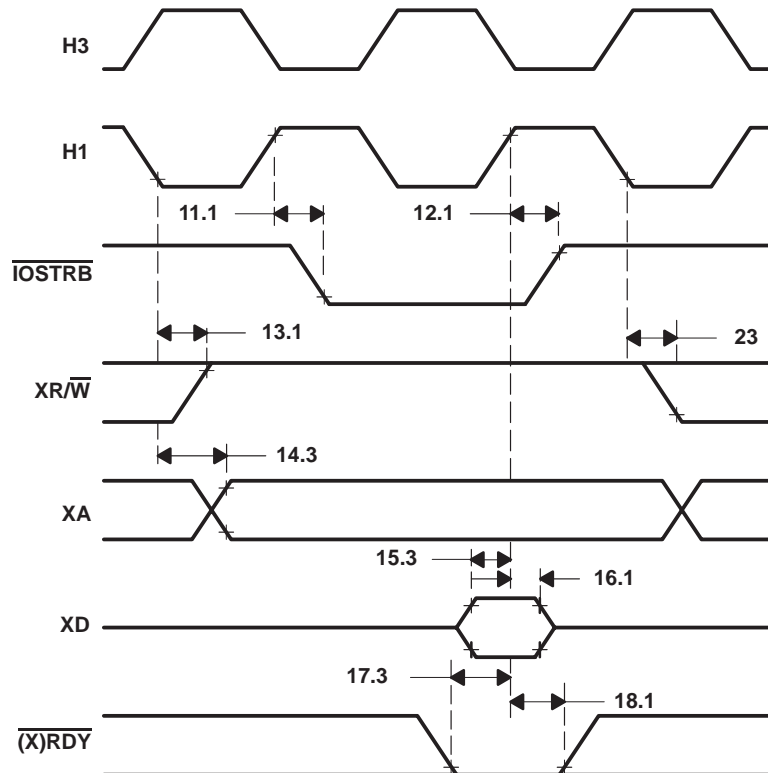 H3
H1
11.1
12.1
IOSTRB
13.1
23
XR/W
14.3
XA
15.3
16.1
XD
17.3
18.1
(X)RDY